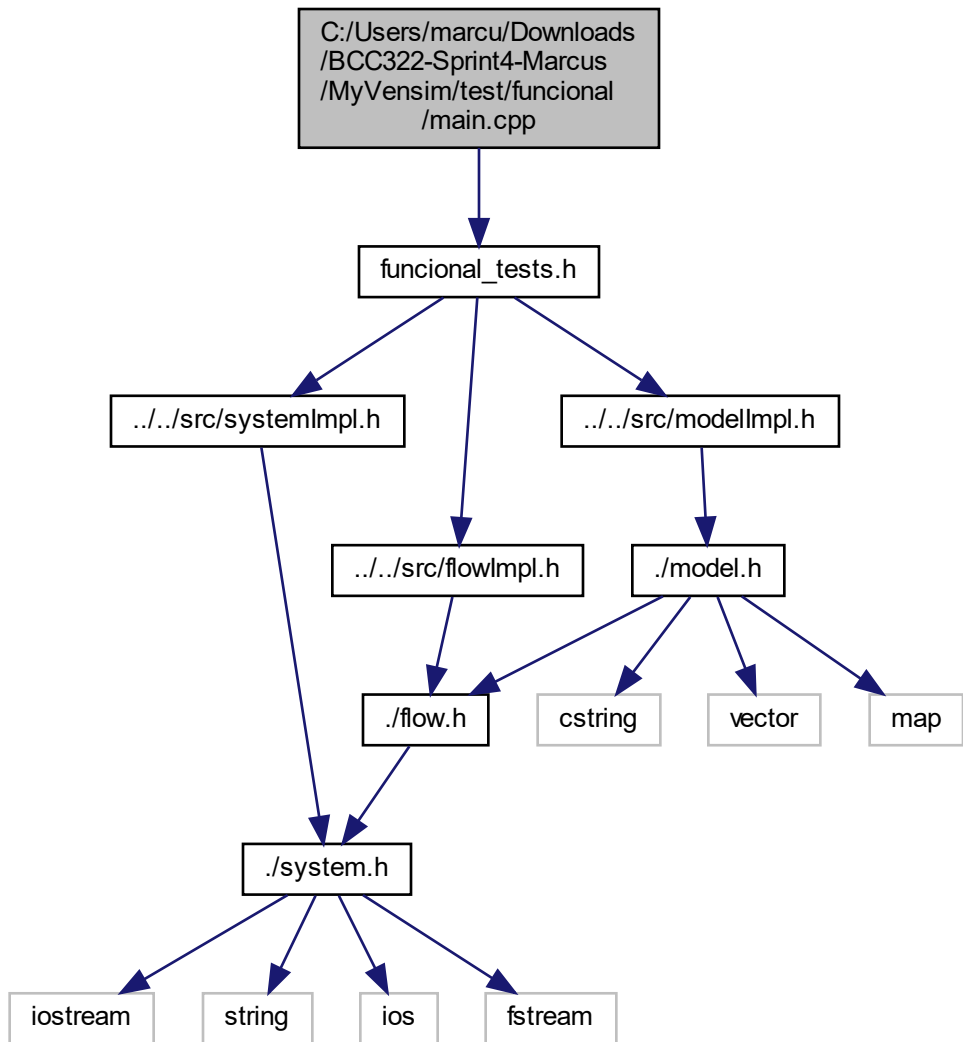 C:/Users/marcu/Downloads
/BCC322-Sprint4-Marcus
/MyVensim/test/funcional
/main.cpp
funcional_tests.h
../../src/systemImpl.h
../../src/modelImpl.h
../../src/flowImpl.h
./model.h
./flow.h
cstring
vector
map
./system.h
iostream
string
ios
fstream